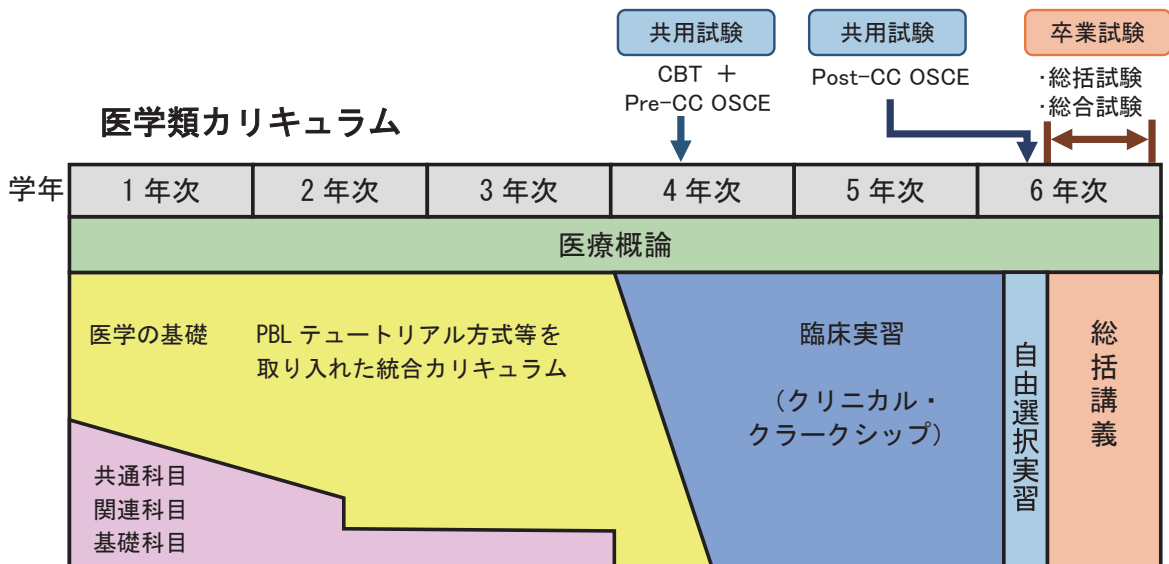 共用試験
CBT +
Pre-CC OSCE
共用試験
Post-CC OSCE
卒業試験
・総括試験
・総合試験
医学類カリキュラム
学年
1 年次
2 年次
3 年次
4 年次
5 年次
6 年次
医療概論
医学の基礎
PBL テュートリアル方式等を
取り入れた統合カリキュラム
共通科目
関連科目
基礎科目
臨床実習
（クリニカル・
クラークシップ）
自由選択実習
総括講義